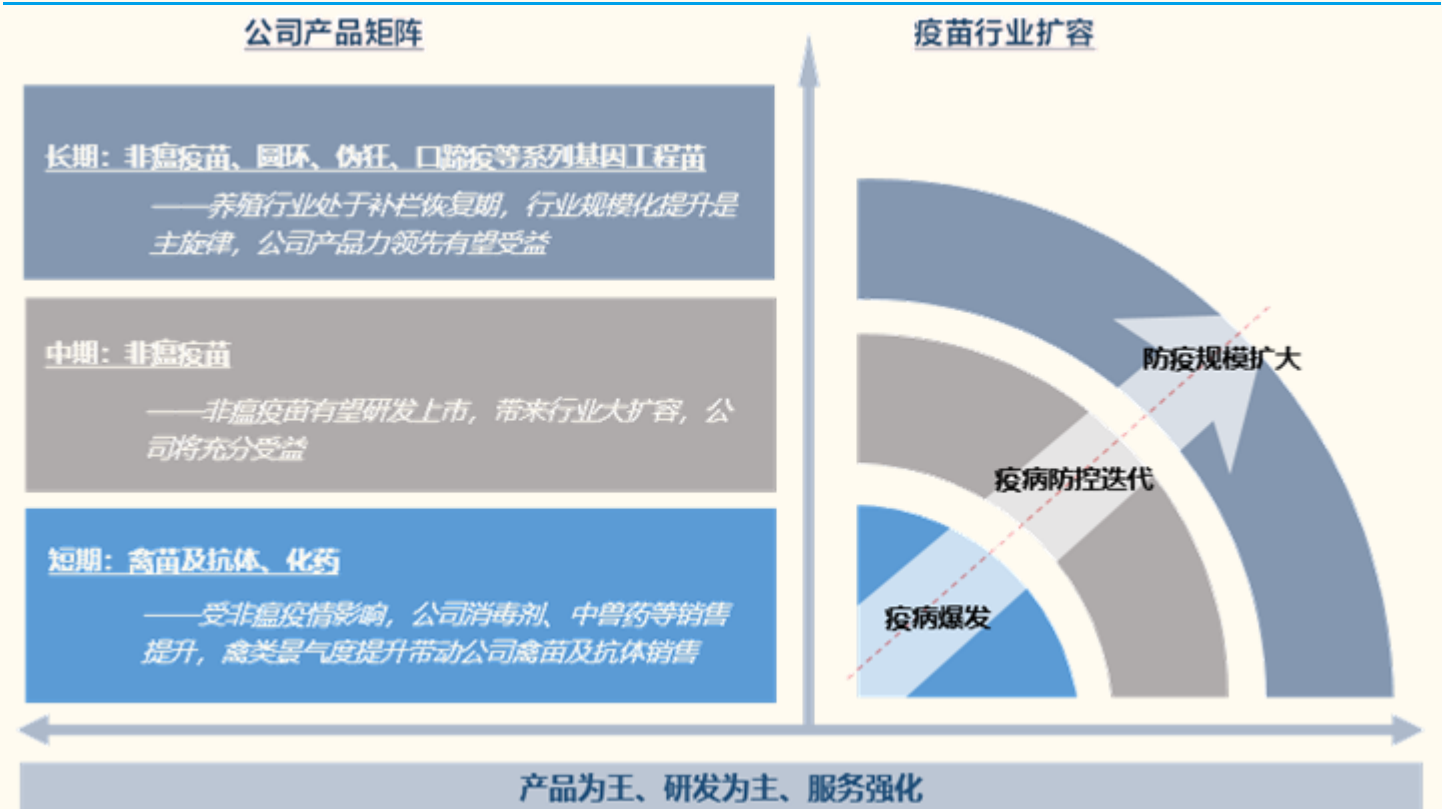 公司产品矩阵
疫苗行业扩容
长期：非瘟疫苗、圆环、伪狂、口蹄疫等系列基因工程苗
——养殖行业处于补栏恢复期，行业规模化提升是
主旋律，公司产品力领先有望受益
中期：非瘟疫苗
——非瘟疫苗有望研发上市，带来行业大扩容，公
司将充分受益
短期：禽苗及抗体、化药
——受非瘟疫情影响，公司消毒剂、中兽药等销售
提升，禽类景气度提升带动公司禽苗及抗体销售
防疫规模扩大
疫病防控迭代
疫病爆发
产品为王、研发为主、服务强化